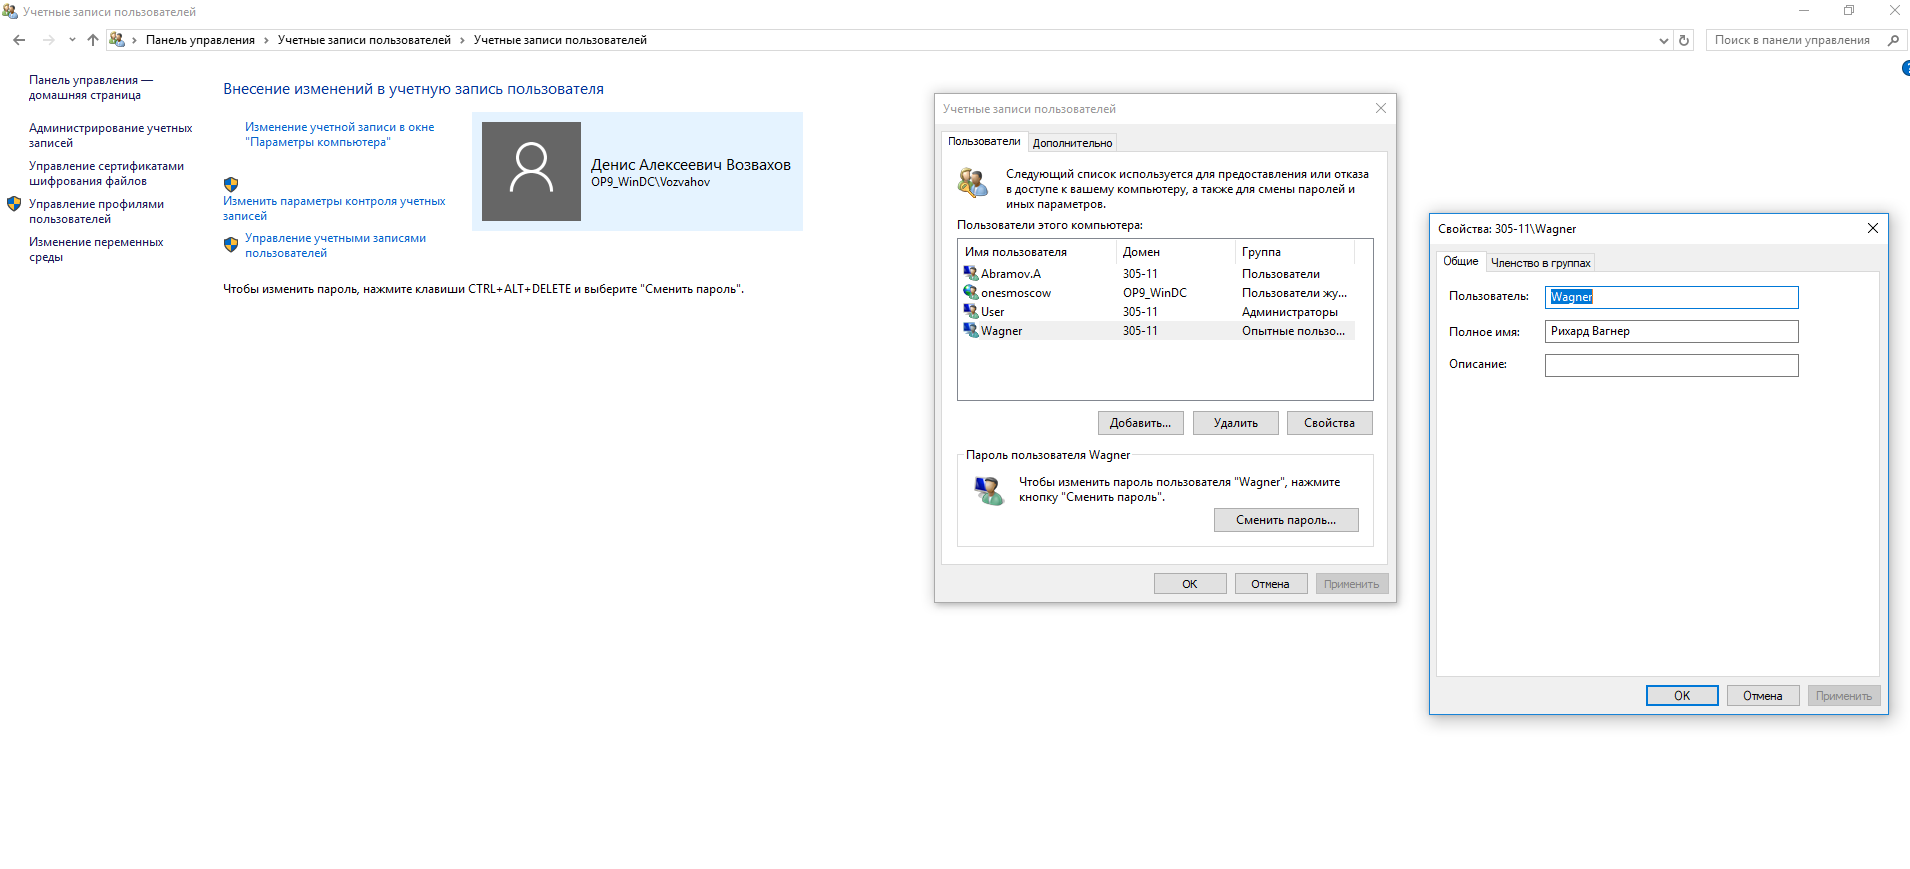 Учетные записи пользователей
Панель управления
Учетные записи пользователей
Учетные записи пользователей
Поиск в панели управления
Панель управления —
домашняя страница
Администрирование учетных
записей
Управление сертификатами
шифрования файлов
Управление профилями
пользователей
Изменение переменных
среды
Внесение изменений в учетную запись пользователя
Изменение учетной записи в окне
"Параметры компьютера"
Изменить параметры контроля учетных
записей
Управление учетными записями
пользователей
Денис Алексеевич Возвахов
OP9_WinDC\Vozvahov
Чтобы изменить пароль, нажмите клавиши CTRL+ALT+DELETE и выберите "Сменить пароль".
Учетные записи пользователей
Пользователи
Дополнительно
Следующий список используется для предоставления или отказа
в доступе к вашему компьютеру, а также для смены паролей и
иных параметров.
Пользователи этого компьютера:
Имя пользователя Домен Группа
Abramov.A 305-11 Пользователи
onesmoscow OP9_WinDC Пользователи жу...
User 305-11 Администраторы
Wagner 305-11 Опытные пользо...
Добавить... Удалить Свойства
Пароль пользователя Wagner
Чтобы изменить пароль пользователя "Wagner", нажмите
кнопку "Сменить пароль".
Сменить пароль...
ОК Отмена Применить
Свойства: 305-11\Wagner
Общие
Членство в группах
Пользователь: Wagner
Полное имя: Рихард Вагнер
Описание:
ОК Отмена Применить